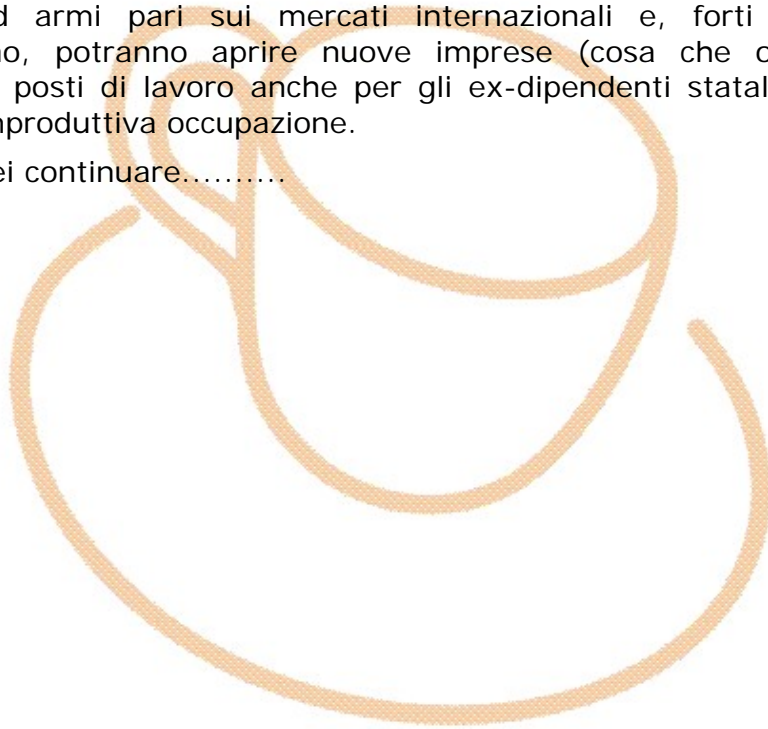 d armi pari sui mercati internazionali e, forti
no, potranno aprire nuove imprese (cosa che o
posti di lavoro anche per gli ex-dipendenti statal
nproduttiva occupazione.
ei continuare..........